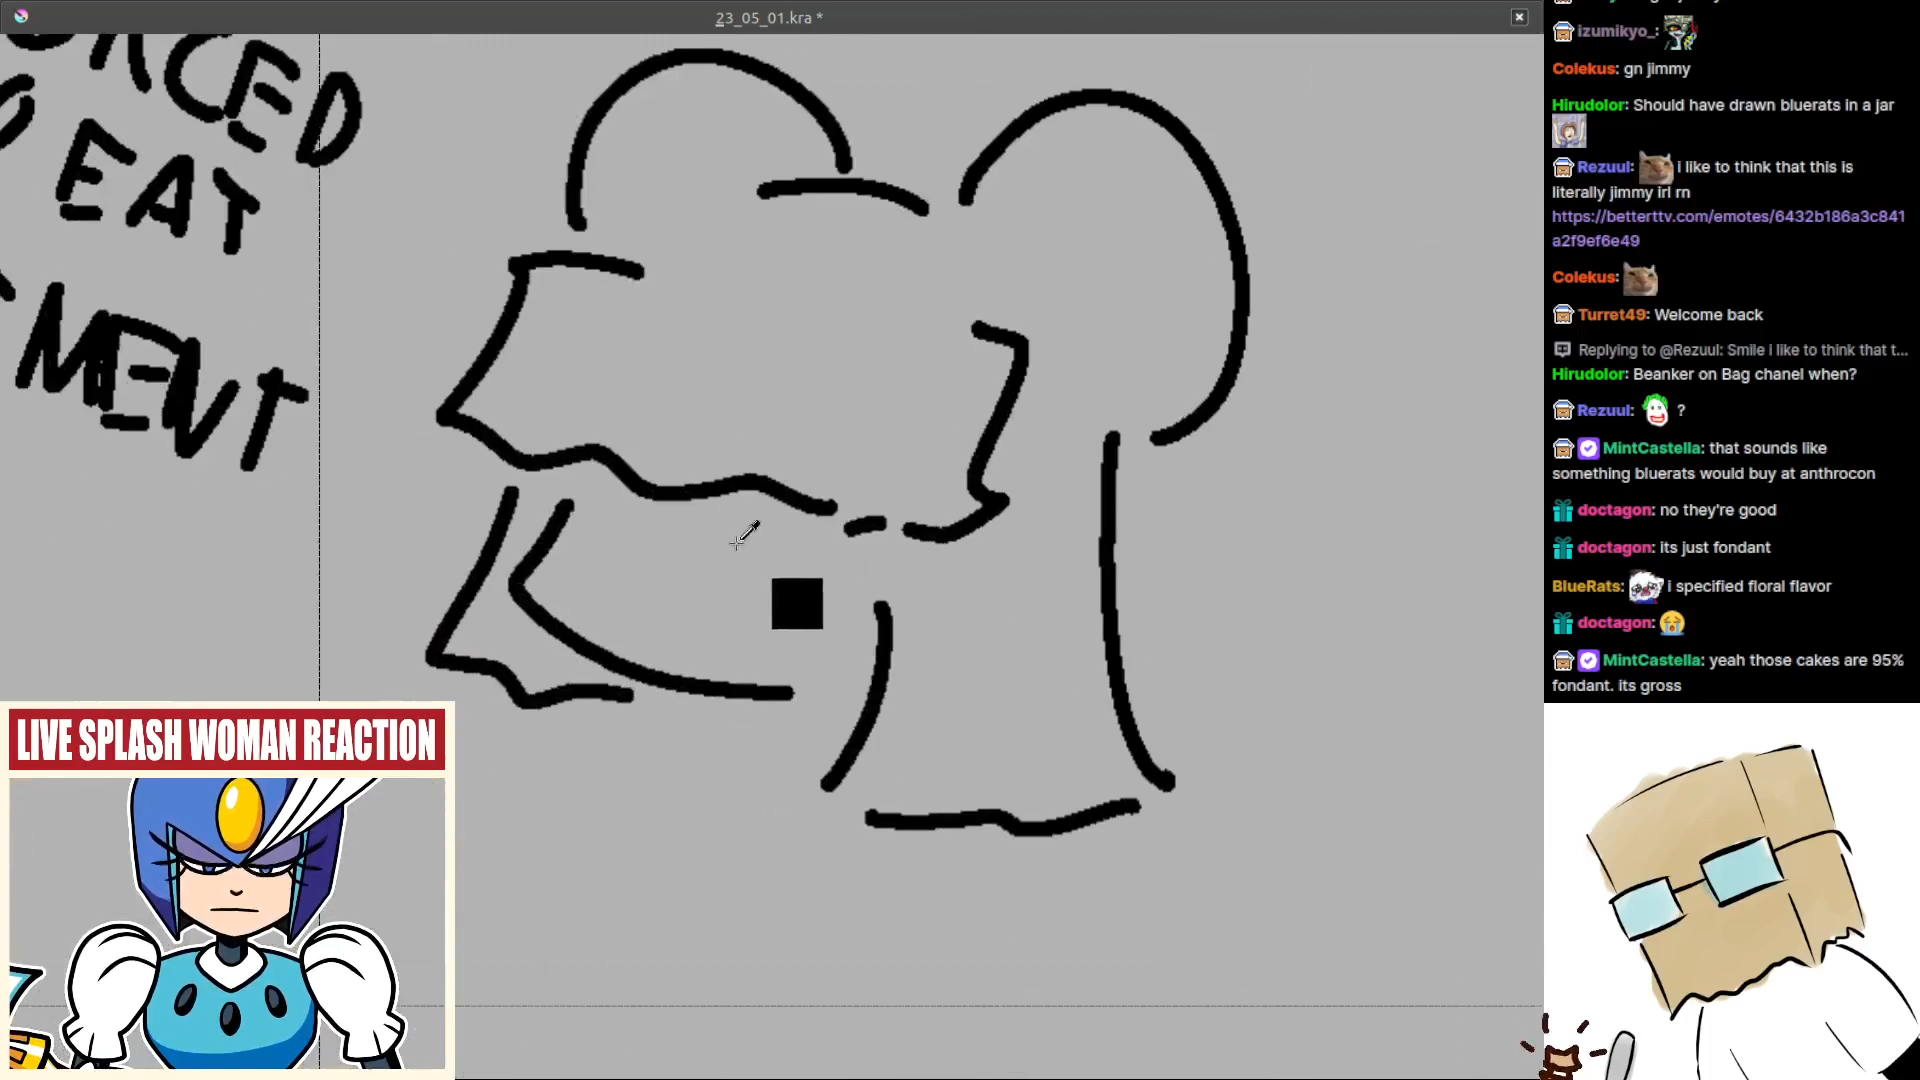 23_05_01.kra *
EAT
MENT
LIVE SPLASH WOMAN REACTION
izumikyo_:
Colekus: gn jimmy
Hirudolor: Should have drawn bluerats in a jar
Rezuul: i like to think that this is
literally jimmy irl rn
https://betterttv.com/emotes/6432b186a3c841
a2f9ef6e49
Colekus:
Turret49: Welcome back
Replying to @Rezuul: Smile i like to think that t...
Hirudolor: Beanker on Bag chanel when?
Rezuul: ?
MintCastella: that sounds like
something bluerats would buy at anthrocon
doctagon: no they're good
doctagon: its just fondant
BlueRats: i specified floral flavor
doctagon:
MintCastella: yeah those cakes are 95%
fondant. its gross